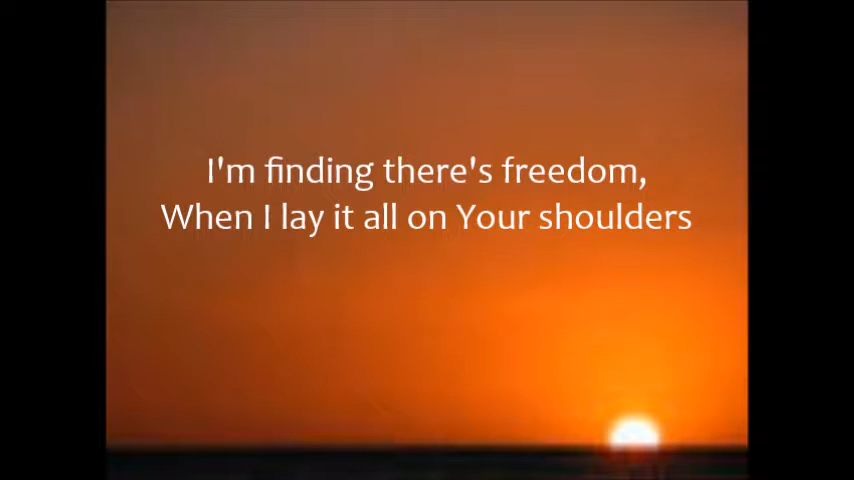 I'm finding there's freedom,
When I lay it all on Your shoulders